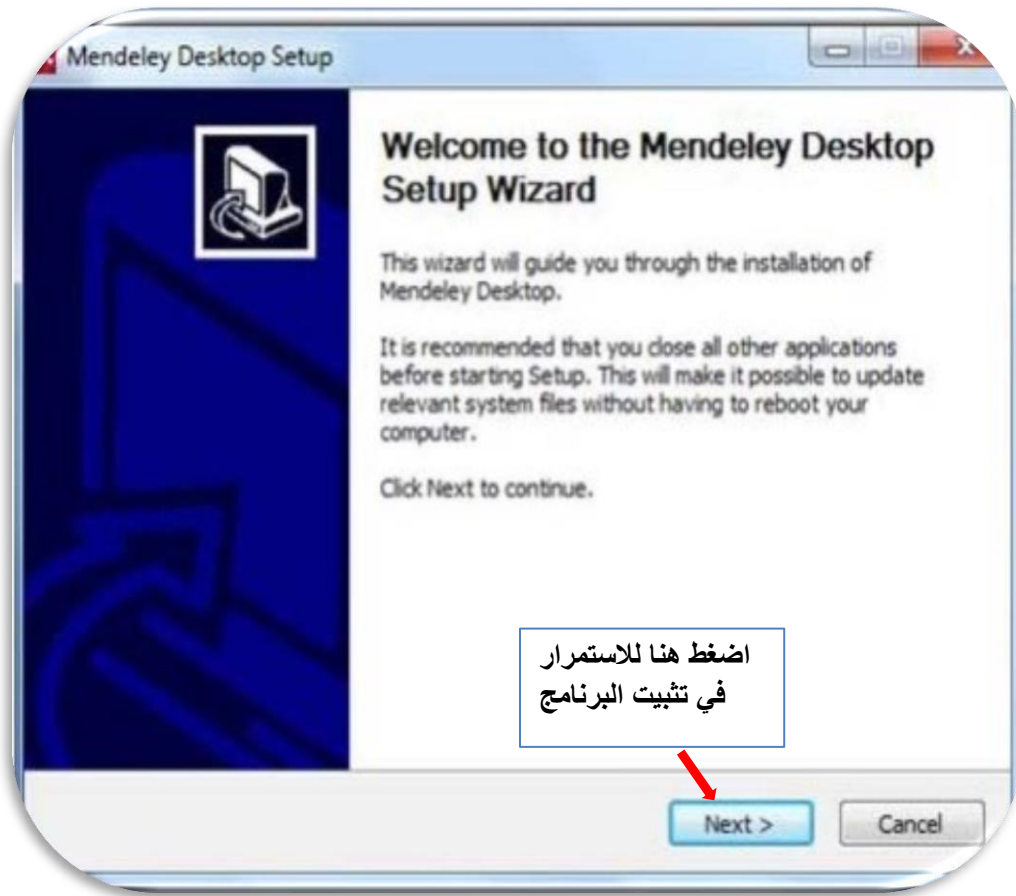 Mendeley Desktop Setup
Welcome to the Mendeley Desktop
Setup Wizard
This wizard will guide you through the installation of
Mendeley Desktop.
It is recommended that you close all other applications
before starting Setup. This will make it possible to update
relevant system files without having to reboot your
computer.
Click Next to continue.
اضغط هنا للاستمرار
في تثبيت البرنامج
Next >
Cancel